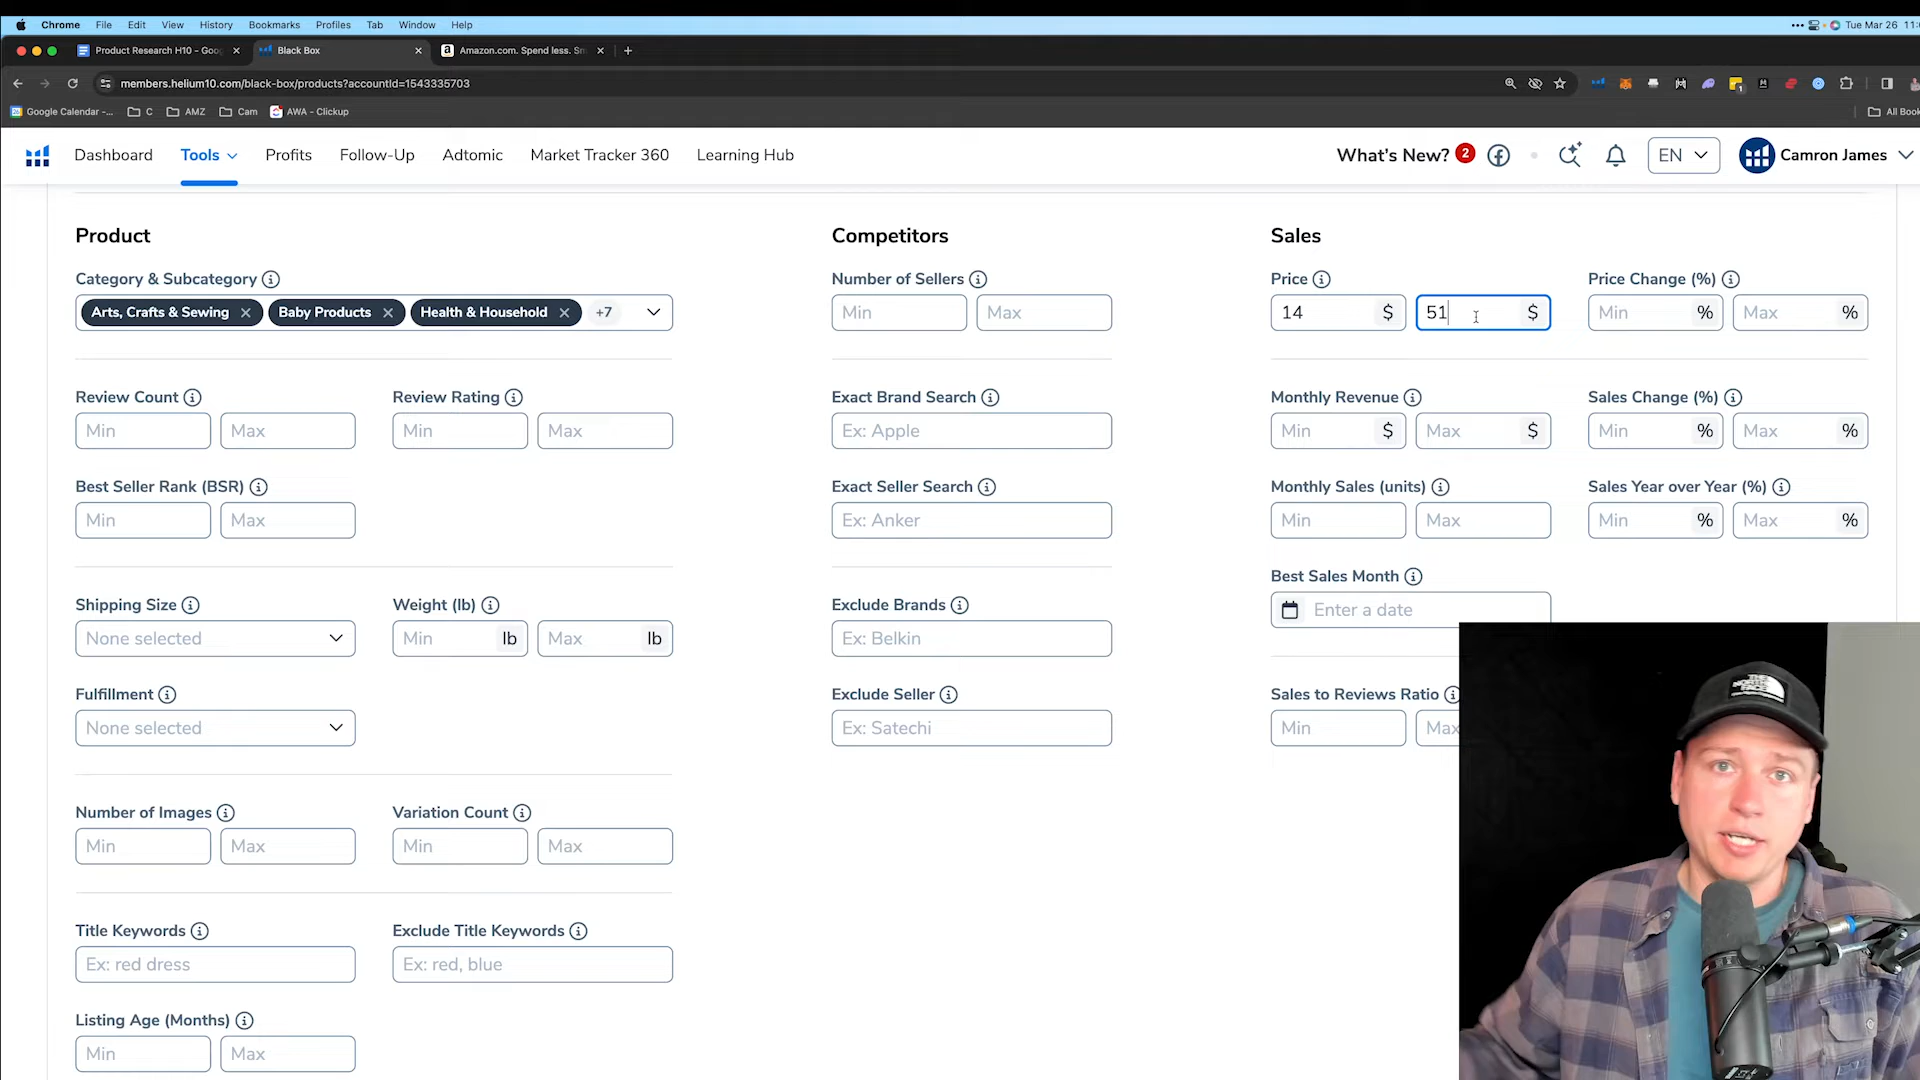 Chrome File Edit View History Bookmarks Profiles Tab Window Help
Tue Mar 26
Product Research H10 - Goo
Black Box
Amazon.com. Spend less. Sm
members.helium10.com/black-box/products?accountId=1543335703
Google Calendar -... C AMZ Cam AWA - Clickup
All Book
Dashboard Tools Profits Follow-Up Adtomic Market Tracker 360 Learning Hub
What's New? 2 EN Camron James
Product Competitors Sales
Category & Subcategory Number of Sellers Price Price Change (%)
Arts, Crafts & Sewing Baby Products Health & Household +7 Min Max 14 $ 51 $ Min % Max %
Review Count Review Rating Exact Brand Search Monthly Revenue Sales Change (%)
Min Max Min Max Ex: Apple Min $ Max $ Min % Max %
Best Seller Rank (BSR) Exact Seller Search Monthly Sales (units) Sales Year over Year (%)
Min Max Ex: Anker Min Max Min % Max %
Best Sales Month
Enter a date
Shipping Size Weight (lb) Exclude Brands
None selected Min lb Max lb Ex: Belkin
Fulfillment Exclude Seller Sales to Reviews Ratio
None selected Ex: Satechi Min Max
Number of Images Variation Count
Min Max Min Max
Title Keywords Exclude Title Keywords
Ex: red dress Ex: red, blue
Listing Age (Months)
Min Max
THE
NORTH
FACE